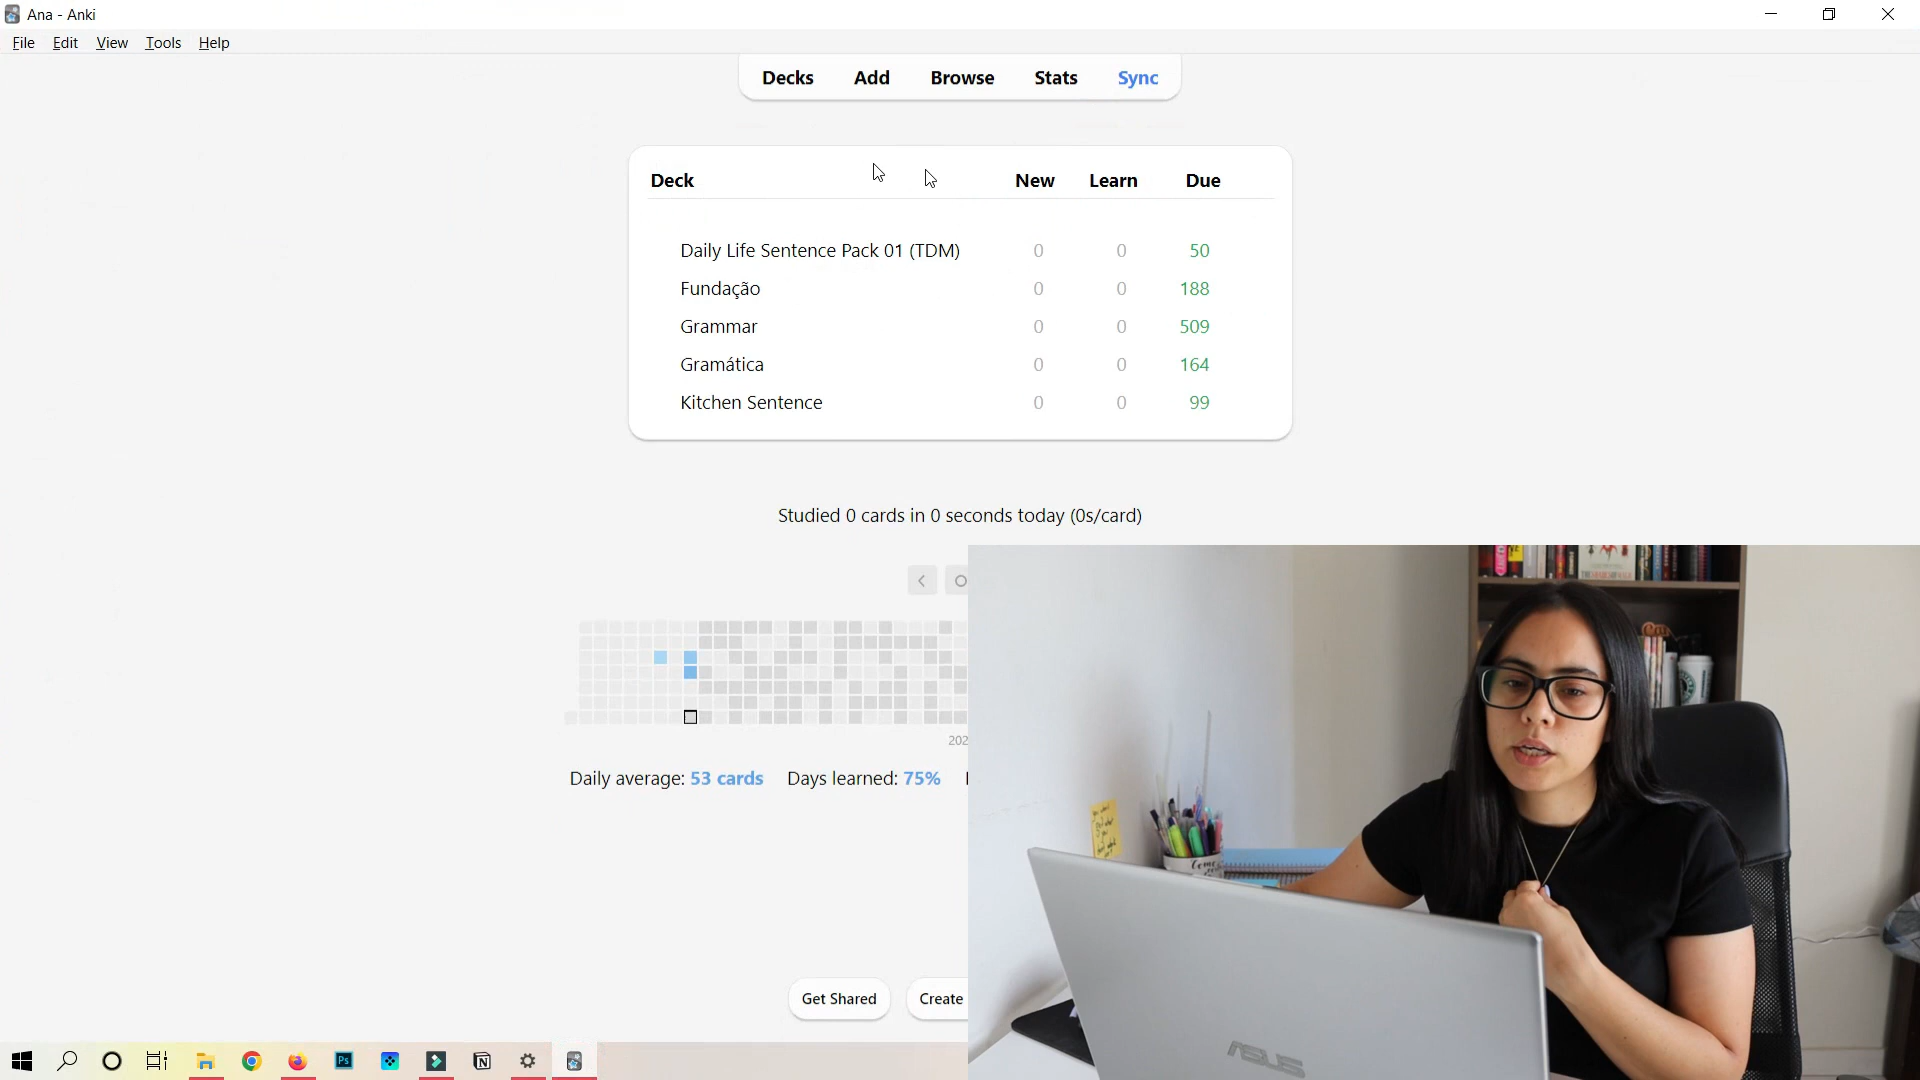 Ana - Anki
File Edit View Tools Help
Decks Add Browse Stats Sync
Deck New Learn Due
Daily Life Sentence Pack 01 (TDM) 0 0 50
Fundação 0 0 188
Grammar 0 0 509
Gramática 0 0 164
Kitchen Sentence 0 0 99
Studied 0 cards in 0 seconds today (0s/card)
202
Daily average: 53 cards Days learned: 75%
Get Shared Create
Ps
N
ASUS